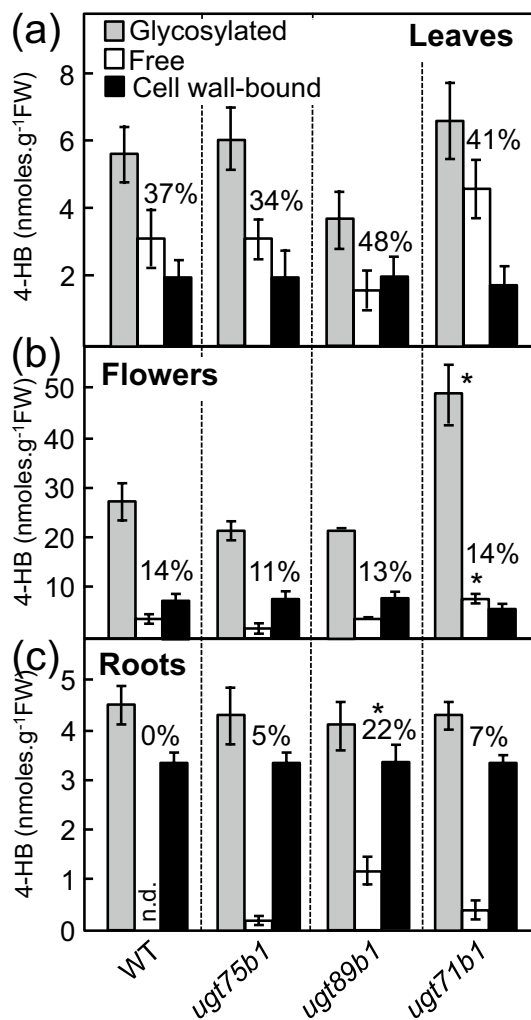 (a)
Glycosylated
Leaves
Free
Cell wall-bound
4-HB (nmoles.g⁻¹FW)
8
6
4
2
37%
34%
48%
41%
(b)
Flowers
4-HB (nmoles.g⁻¹FW)
50
40
30
20
10
14%
11%
13%
14%
*
*
(c)
Roots
4-HB (nmoles.g⁻¹FW)
5
4
3
2
1
0
0%
5%
*
22%
7%
n.d.
WT
ugt75b1
ugt89b1
ugt71b1